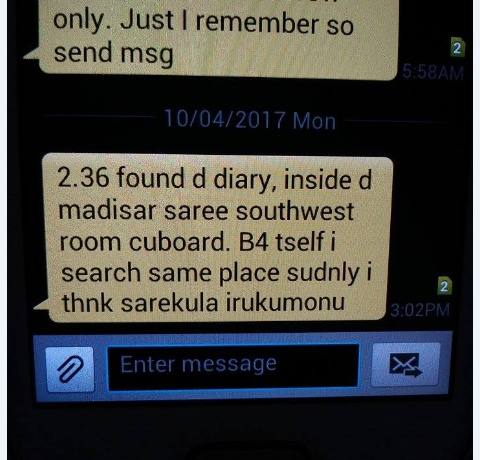 only. Just I remember so
send msg
2
5:58AM
10/04/2017 Mon
2.36 found d diary, inside d
madisar saree southwest
room cuboard. B4 tself i
search same place sudnly i
thnk sarekula irukumonu
2
3:02PM
Enter message